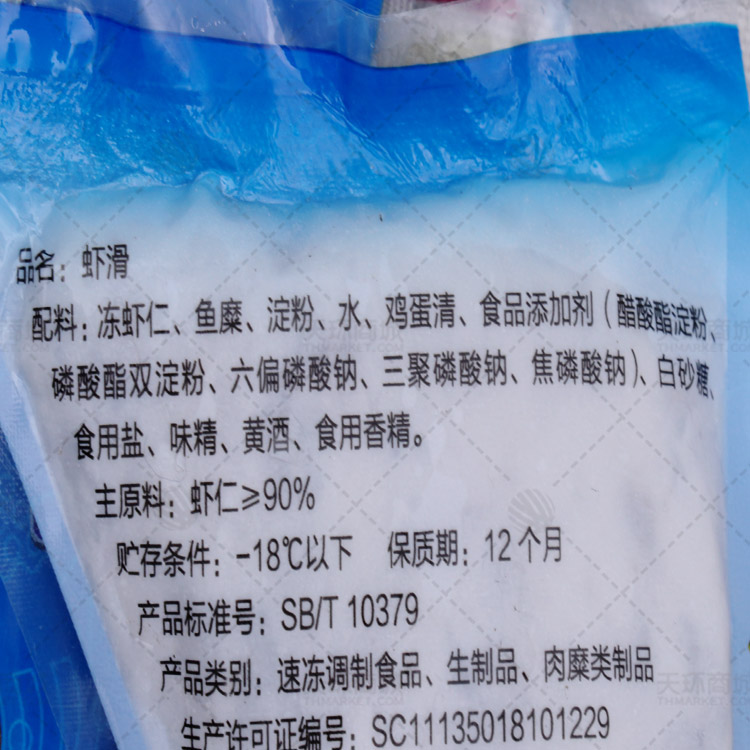 品名：虾滑
配料：冻虾仁、鱼糜、淀粉、水、鸡蛋清、食品添加剂（醋酸酯淀粉、
磷酸酯双淀粉、六偏磷酸钠、三聚磷酸钠、焦磷酸钠）、白砂糖、
食用盐、味精、黄酒、食用香精。
主原料：虾仁≥90%
贮存条件：-18℃以下 保质期：12个月
产品标准号：SB/T 10379
产品类别：速冻调制食品、生制品、肉糜类制品
生产许可证编号：SC11135018101229
天环商城
THMARKET.COM